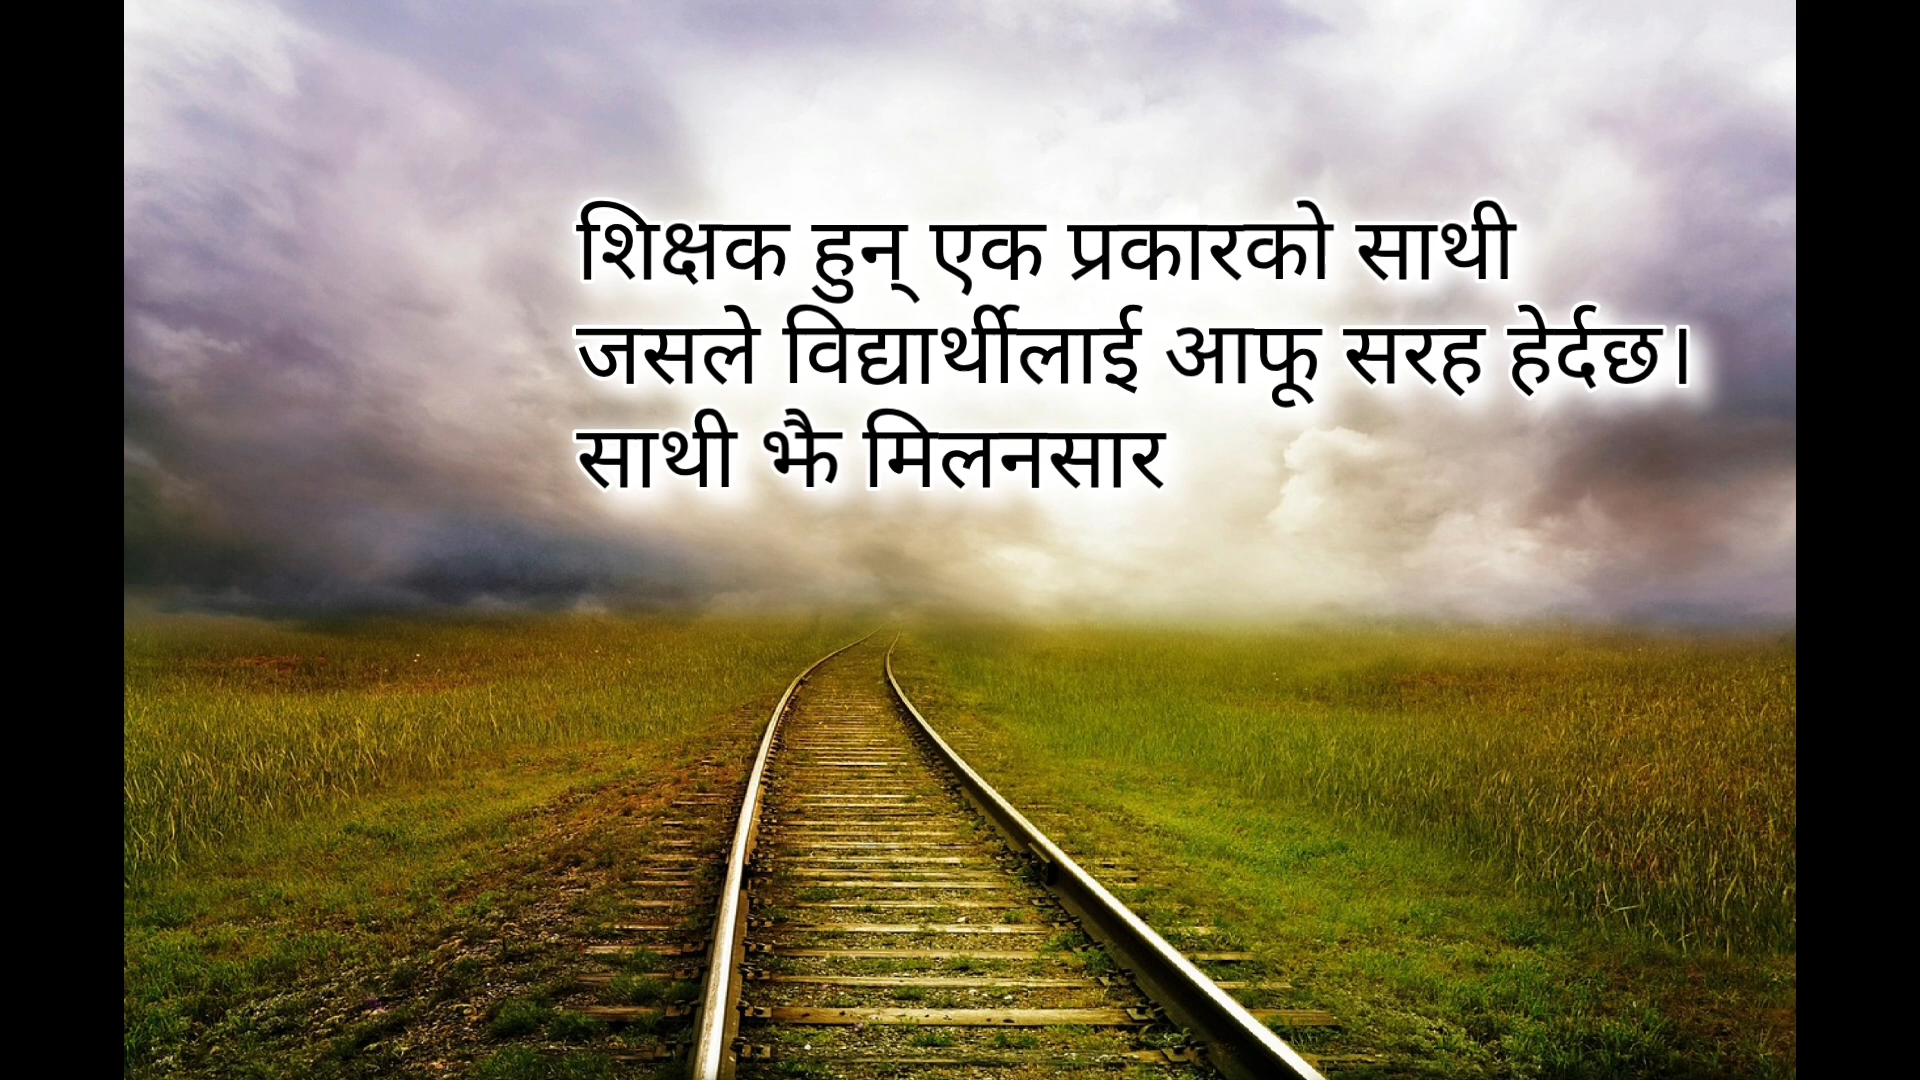 शिक्षक हुन् एक प्रकारको साथी
जसले विद्यार्थीलाई आफू सरह हेर्दछ।
साथी झै मिलनसार